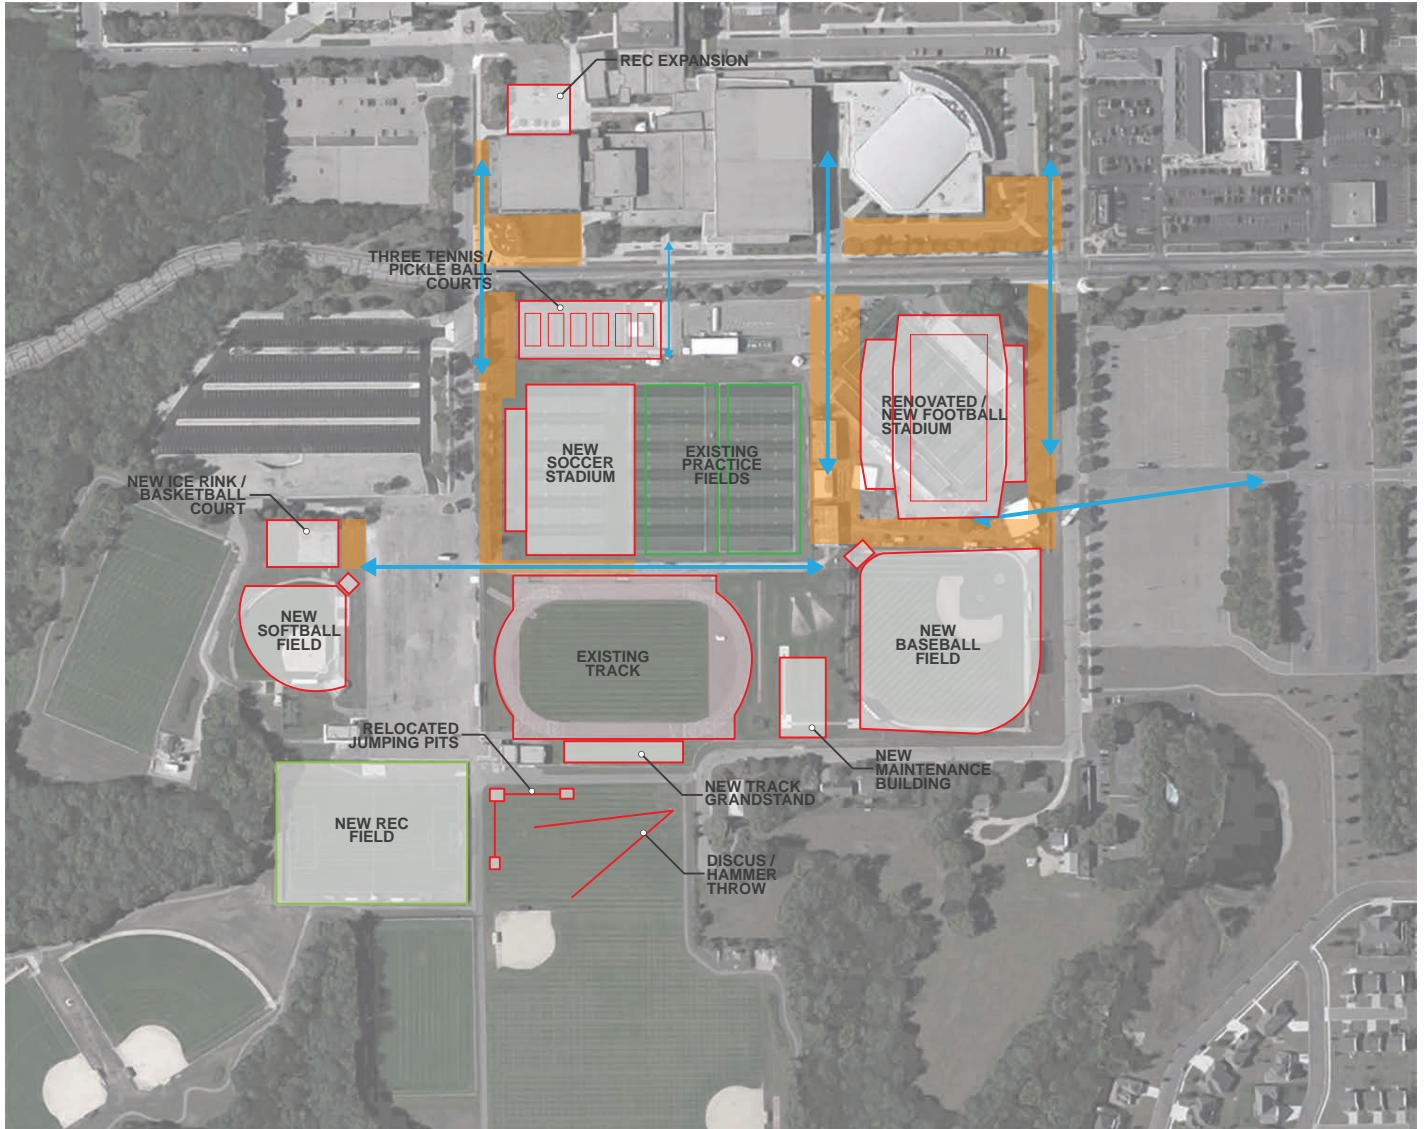 REC EXPANSION
THREE TENNIS /
PICKLE BALL
COURTS
RENOVATED /
NEW FOOTBALL
STADIUM
NEW
SOCCER
STADIUM
EXISTING
PRACTICE
FIELDS
NEW ICE RINK /
BASKETBALL
COURT
NEW
SOFTBALL
FIELD
EXISTING
TRACK
NEW
BASEBALL
FIELD
RELOCATED
JUMPING PITS
NEW TRACK
GRANDSTAND
NEW
MAINTENANCE
BUILDING
NEW REC
FIELD
DISCUS /
HAMMER
THROW